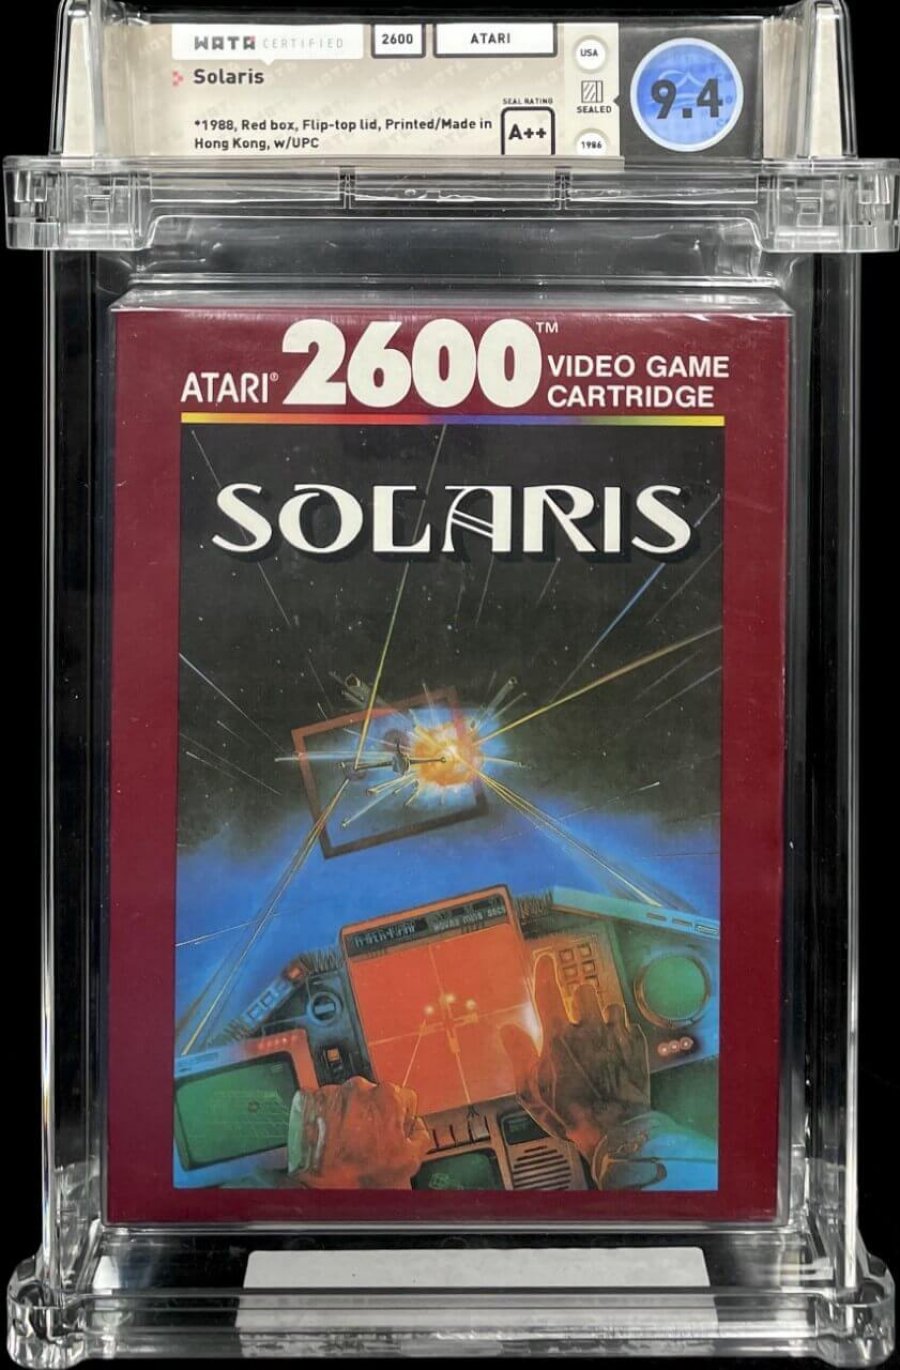 WATA CERTIFIED
2600
ATARI
Solaris
*1988, Red box, Flip-top lid, Printed/Made in
Hong Kong, w/UPC
SEAL RATING
A++
USA
SEALED
1986
9.4
ATARI® 2600™ VIDEO GAME
CARTRIDGE
SOLARIS